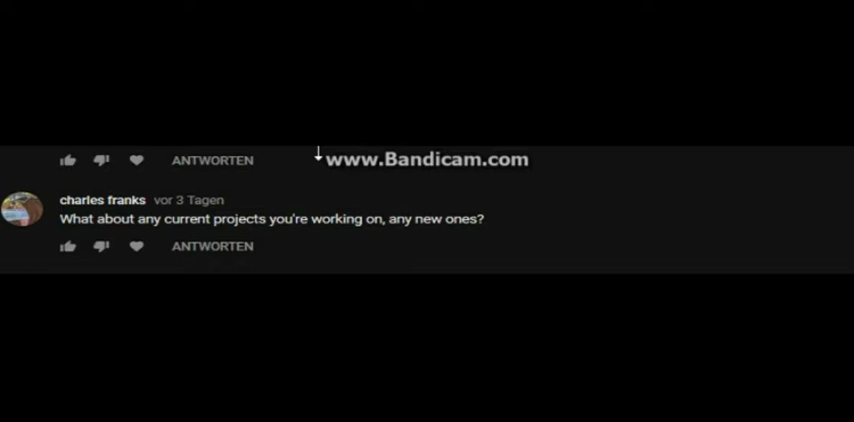 ANTWORTEN
www.Bandicam.com
charles franks vor 3 Tagen
What about any current projects you're working on, any new ones?
ANTWORTEN